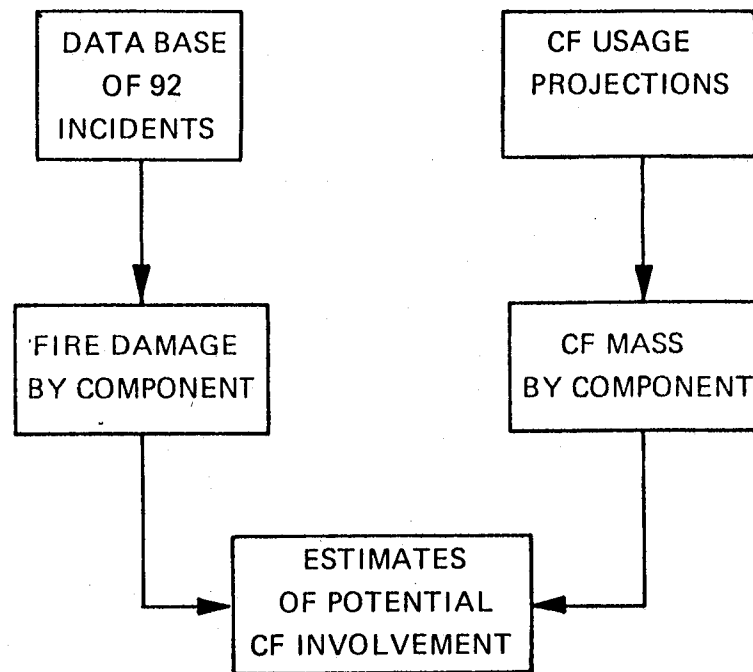 DATA BASE
OF 92
INCIDENTS
CF USAGE
PROJECTIONS
FIRE DAMAGE
BY COMPONENT
CF MASS
BY COMPONENT
ESTIMATES
OF POTENTIAL
CF INVOLVEMENT